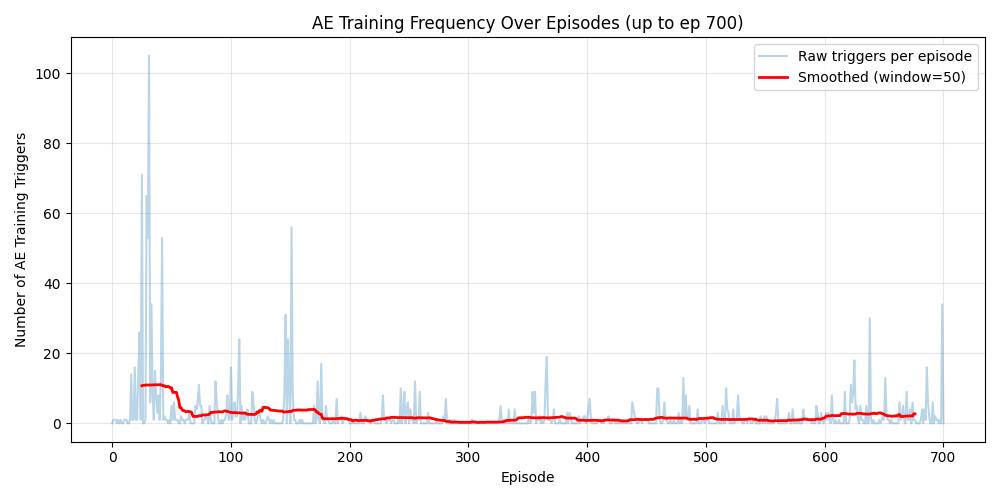 AE Training Frequency Over Episodes (up to ep 700)
Raw triggers per episode
Smoothed (window=50)
Number of AE Training Triggers
100
80
60
40
20
0
0 100 200 300 400 500 600 700
Episode